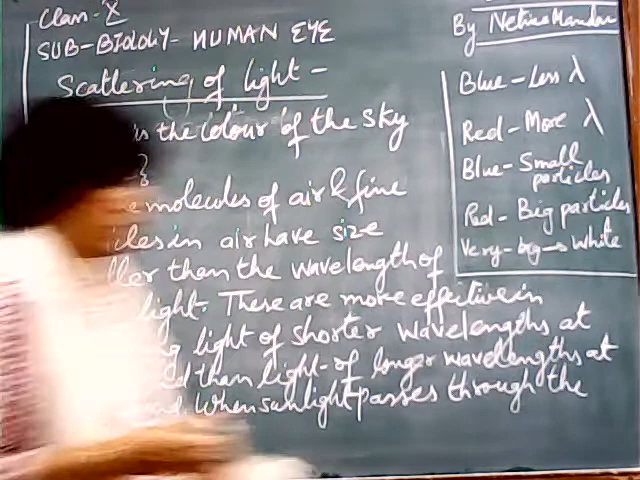 Class-X
SUB-BIOLOGY- HUMAN EYE
Scattering of light -
is the colour of the sky
molecules of air & fine
cles in air have size
ller than the wavelength of
light. These are more effective in
g light of shorter wavelengths at
d than light of longer wavelengths at
. When sunlight passes through the
By
Blue - Less λ
Red - More λ
Blue - Small
particles
Red - Big particles
Very - big → White